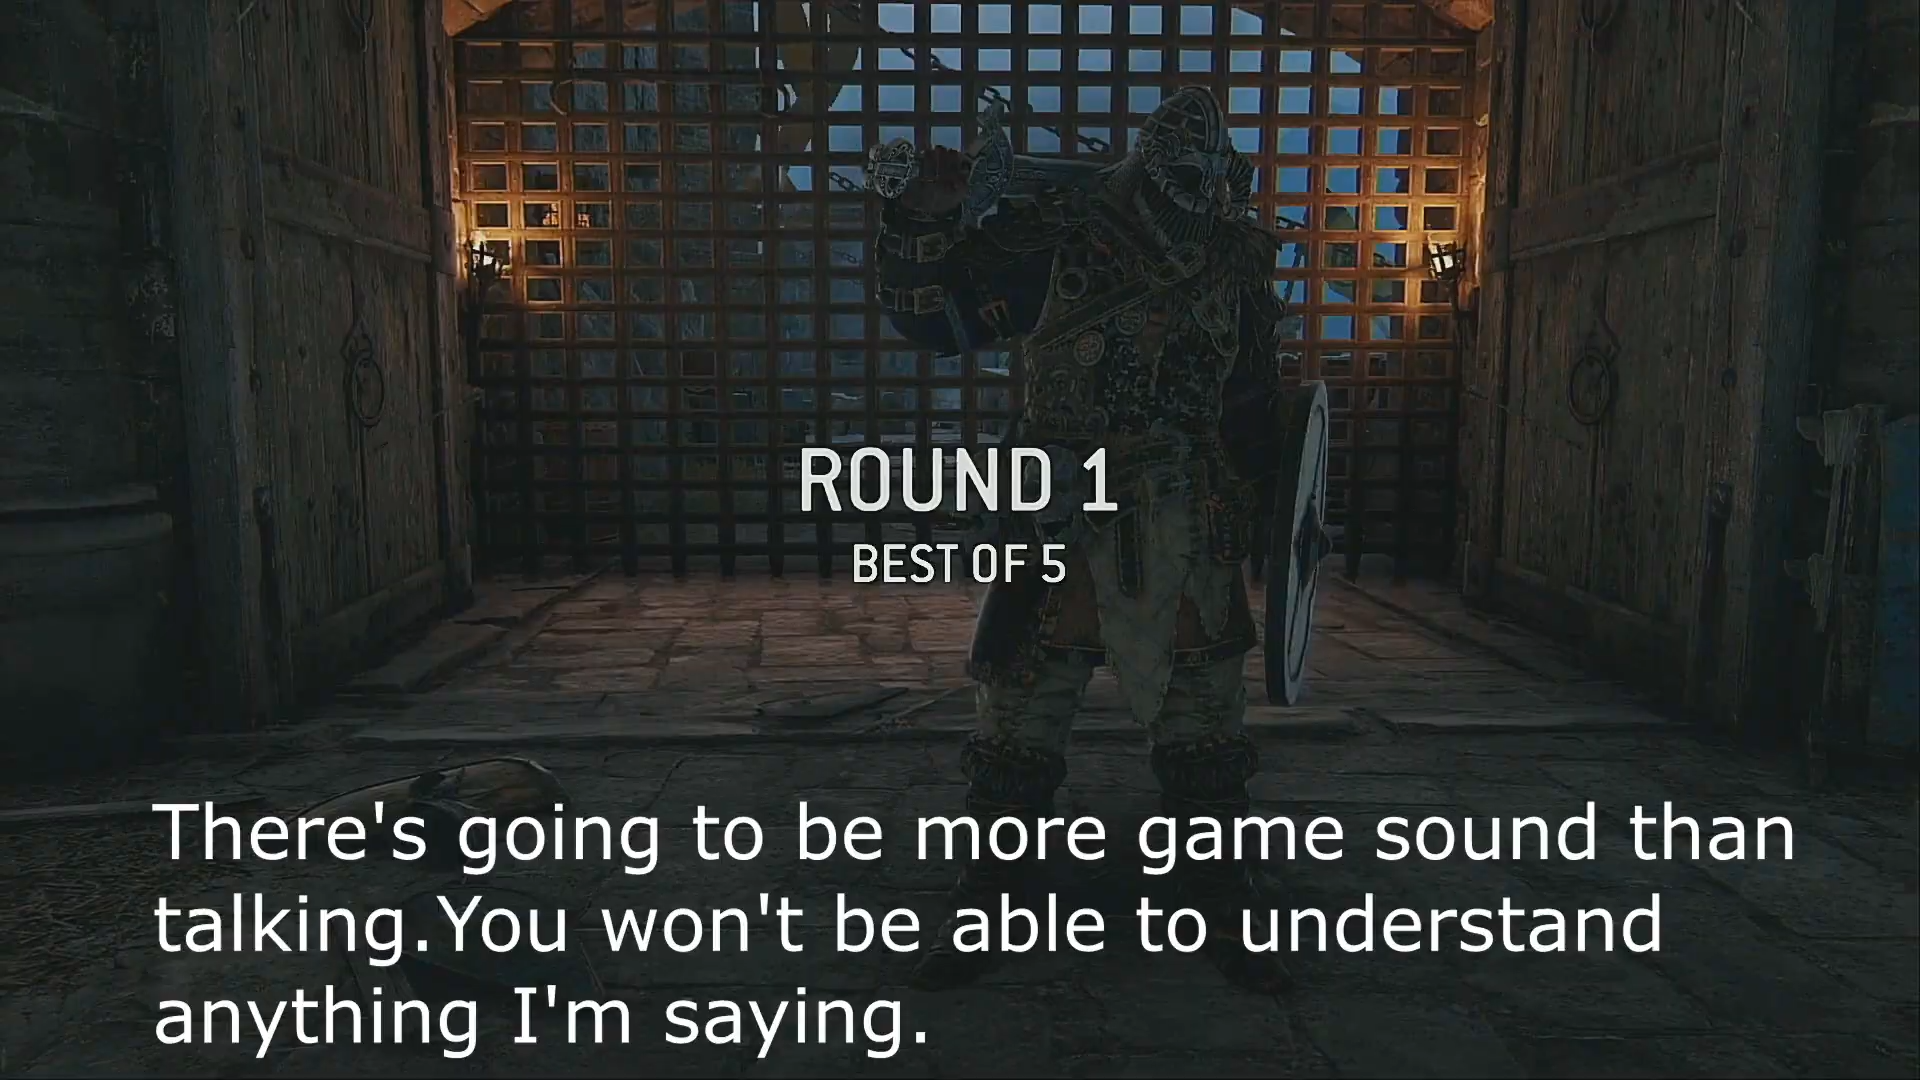 ROUND 1
BEST OF 5
There's going to be more game sound than
talking.You won't be able to understand
anything I'm saying.